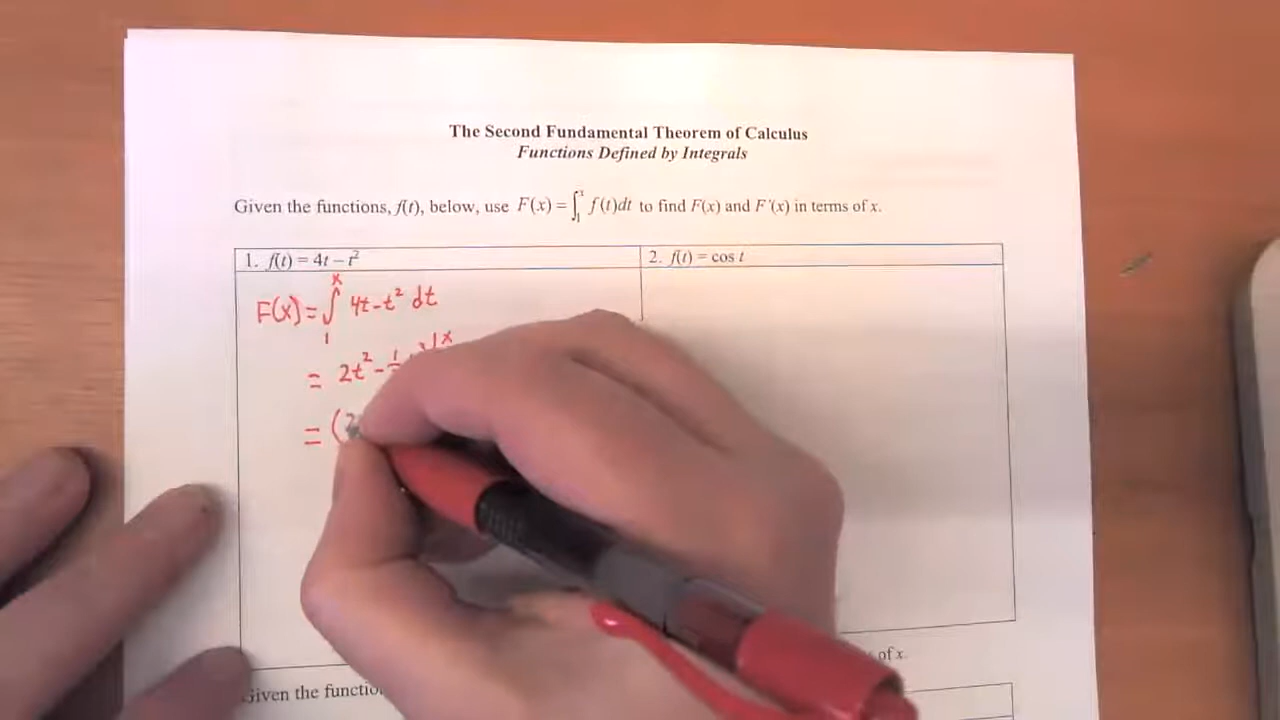 The Second Fundamental Theorem of Calculus
Functions Defined by Integrals
Given the functions, f(t), below, use F(x) = ∫₁ˣ f(t)dt to find F(x) and F'(x) in terms of x.
1. f(t) = 4t – t²
2. f(t) = cos t
F(x) = ∫₁ˣ 4t - t² dt
= 2t² -
= (2
of x.
Given the